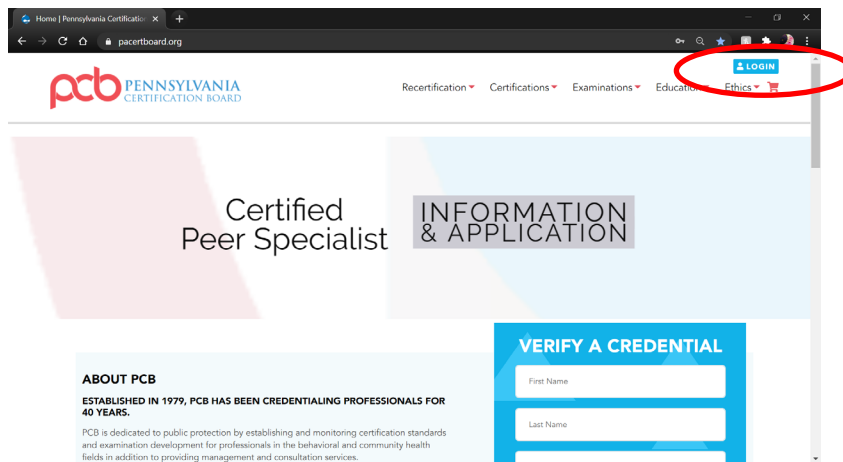 Home | Pennsylvania Certification
pacertboard.org
LOGIN
pcb PENNSYLVANIA
CERTIFICATION BOARD
Recertification Certifications Examinations Education Ethics
Certified
Peer Specialist
INFORMATION
& APPLICATION
VERIFY A CREDENTIAL
First Name
Last Name
ABOUT PCB
ESTABLISHED IN 1979, PCB HAS BEEN CREDENTIALING PROFESSIONALS FOR
40 YEARS.
PCB is dedicated to public protection by establishing and monitoring certification standards
and examination development for professionals in the behavioral and community health
fields in addition to providing management and consultation services.